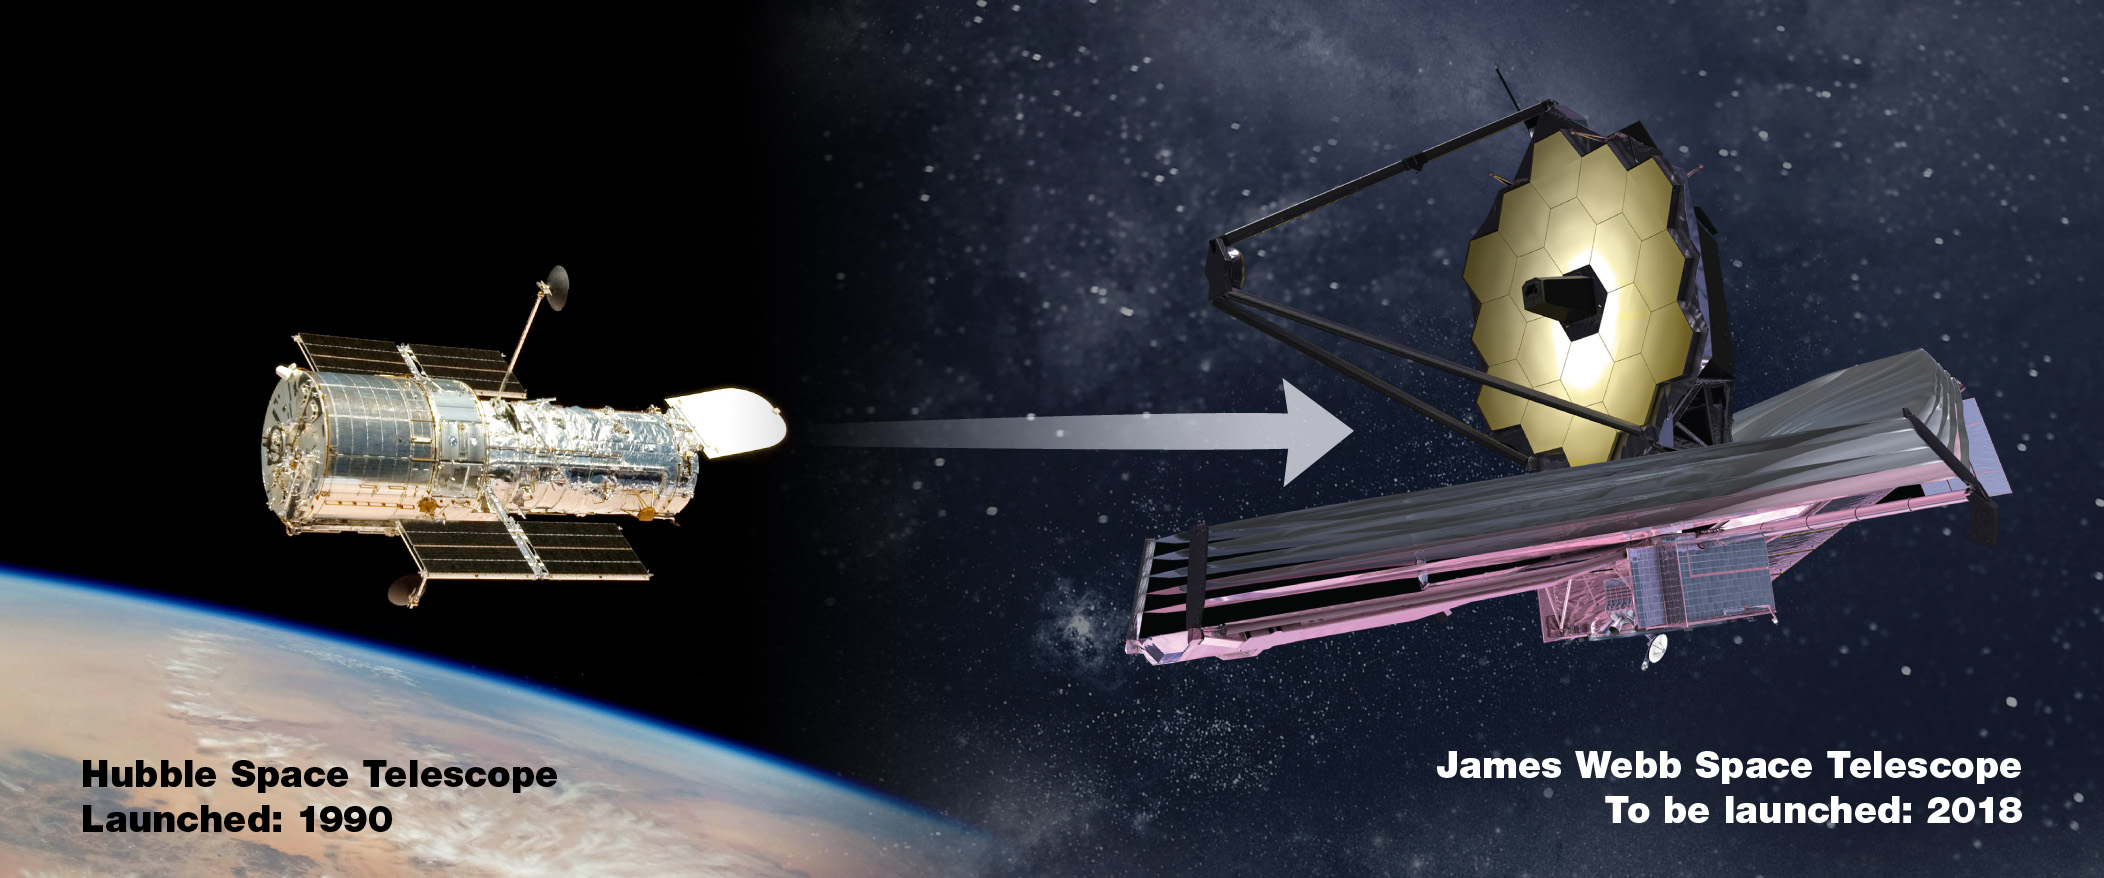 Hubble Space Telescope
Launched: 1990
James Webb Space Telescope
To be launched: 2018